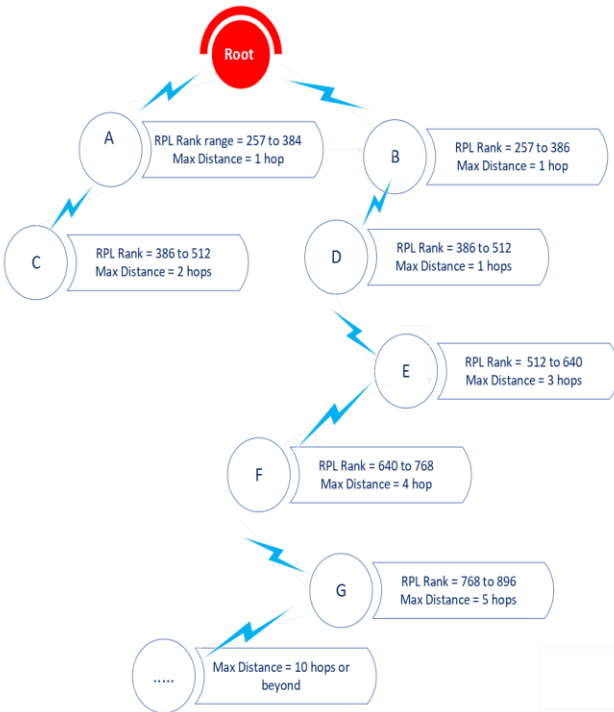 Root
A
RPL Rank range = 257 to 384
Max Distance = 1 hop
B
RPL Rank = 257 to 386
Max Distance = 1 hop
C
RPL Rank = 386 to 512
Max Distance = 2 hops
D
RPL Rank = 386 to 512
Max Distance = 1 hops
E
RPL Rank = 512 to 640
Max Distance = 3 hops
F
RPL Rank = 640 to 768
Max Distance = 4 hop
G
RPL Rank = 768 to 896
Max Distance = 5 hops
.....
Max Distance = 10 hops or
beyond